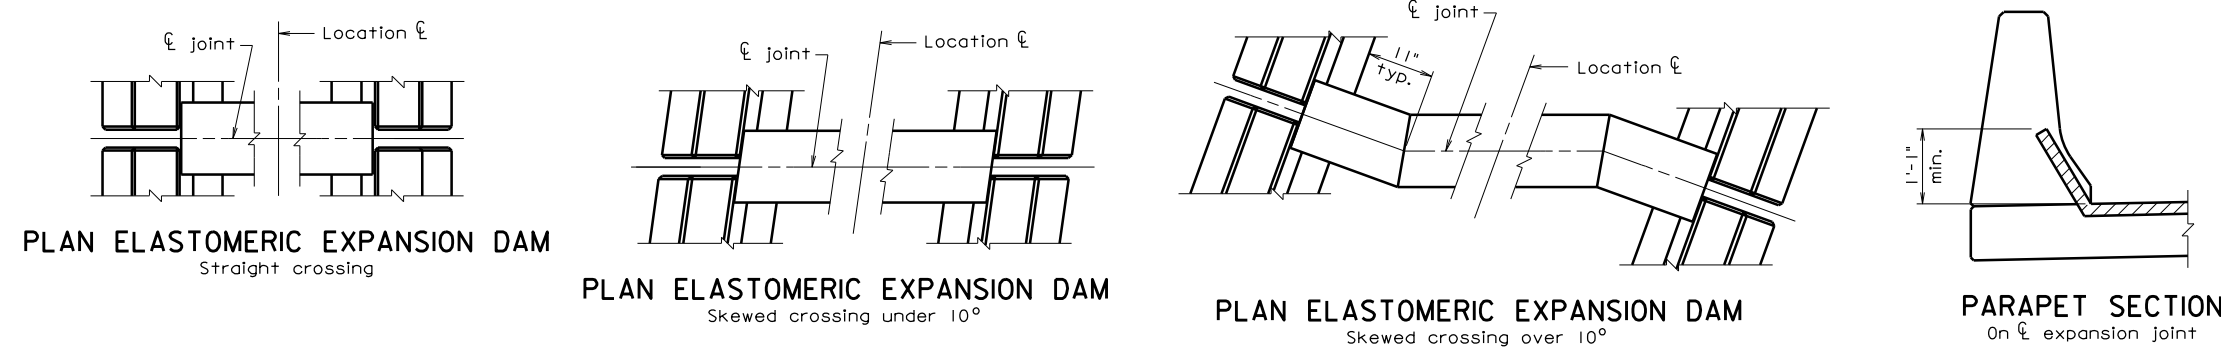 ℄ joint
Location ℄
PLAN ELASTOMERIC EXPANSION DAM
Straight crossing
℄ joint
Location ℄
PLAN ELASTOMERIC EXPANSION DAM
Skewed crossing under 10°
℄ joint
11"
typ.
Location ℄
PLAN ELASTOMERIC EXPANSION DAM
Skewed crossing over 10°
1'-1"
min.
PARAPET SECTION
On ℄ expansion joint